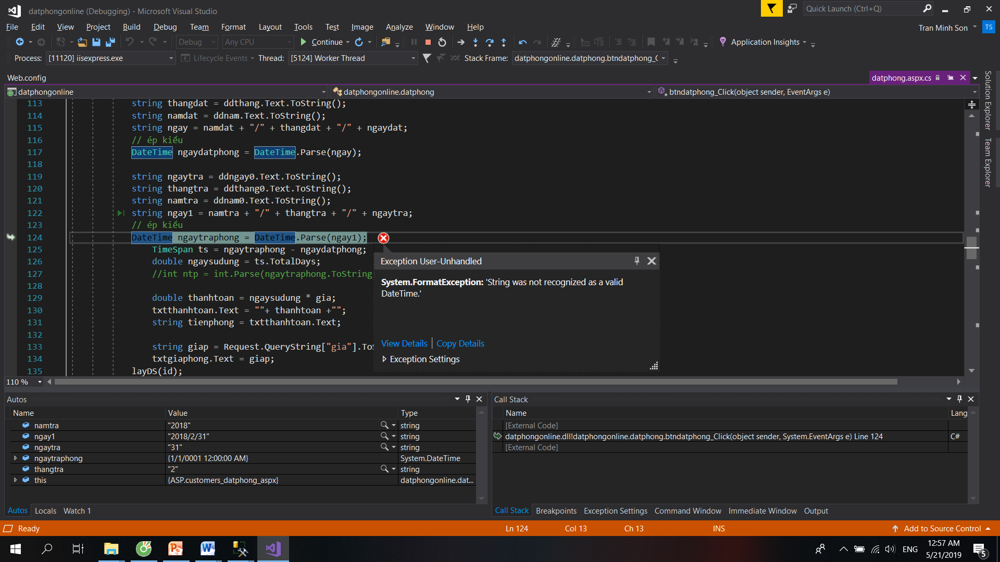 datphongonline (Debugging) - Microsoft Visual Studio
Quick Launch (Ctrl+Q)
File Edit View Project Build Debug Team Format Layout Tools Test Image Analyze Window Help
Tran Minh Son TS
Debug Any CPU Continue Application Insights
Process: [11120] iisexpress.exe Lifecycle Events Thread: [5124] Worker Thread Stack Frame: datphongonline.datphong.btndatphong_C
Web.config datphong.aspx.cs
datphongonline datphongonline.datphong btndatphong_Click(object sender, EventArgs e)
Solution Explorer
Team Explorer
113 string thangdat = ddthang.Text.ToString();
114 string namdat = ddnam.Text.ToString();
115 string ngay = namdat + "/" + thangdat + "/" + ngaydat;
116 // ép kiểu
117 DateTime ngaydatphong = DateTime.Parse(ngay);
118
119 string ngaytra = ddngay0.Text.ToString();
120 string thangtra = ddthang0.Text.ToString();
121 string namtra = ddnam0.Text.ToString();
122 string ngay1 = namtra + "/" + thangtra + "/" + ngaytra;
123 // ép kiểu
124 DateTime ngaytraphong = DateTime.Parse(ngay1);
125 TimeSpan ts = ngaytraphong - ngaydatphong;
126 double ngaysudung = ts.TotalDays;
127 //int ntp = int.Parse(ngaytraphong.ToString
128
129 double thanhtoan = ngaysudung * gia;
130 txtthanhtoan.Text = ""+ thanhtoan +"";
131 string tienphong = txtthanhtoan.Text;
132
133 string giap = Request.QueryString["gia"].ToS
134 txtgiaphong.Text = giap;
135 layDS(id);
Exception User-Unhandled
System.FormatException: 'String was not recognized as a valid
DateTime.'
View Details | Copy Details
Exception Settings
110 %
Autos
Name Value Type
namtra "2018" string
ngay1 "2018/2/31" string
ngaytra "31" string
ngaytraphong {1/1/0001 12:00:00 AM} System.DateTime
thangtra "2" string
this {ASP.customers_datphong_aspx} datphongonline.dat...
Autos Locals Watch 1
Call Stack
Name Lang
[External Code]
datphongonline.dll!datphongonline.datphong.btndatphong_Click(object sender, System.EventArgs e) Line 124 C#
[External Code]
Call Stack Breakpoints Exception Settings Command Window Immediate Window Output
Ready Ln 124 Col 13 Ch 13 INS Add to Source Control
ENG 12:57 AM
5/21/2019 5